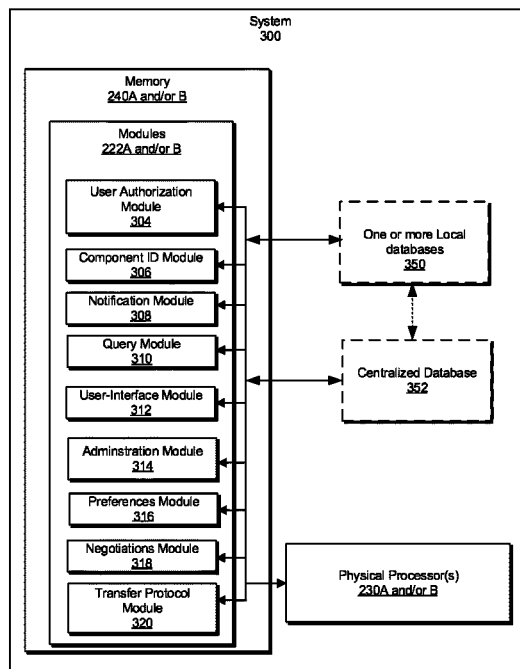 System
300
Memory
240A and/or B
Modules
222A and/or B
User Authorization
Module
304
Component ID Module
306
Notification Module
308
Query Module
310
User-Interface Module
312
Adminstration Module
314
Preferences Module
316
Negotiations Module
318
Transfer Protocol
Module
320
One or more Local
databases
350
Centralized Database
352
Physical Processor(s)
230A and/or B